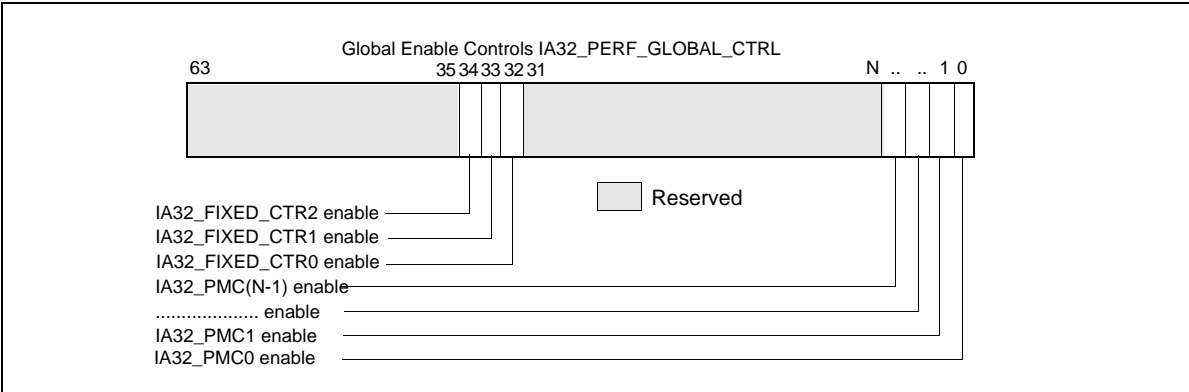 Global Enable Controls IA32_PERF_GLOBAL_CTRL
63 35 34 33 32 31 N .. .. 1 0
Reserved
IA32_FIXED_CTR2 enable
IA32_FIXED_CTR1 enable
IA32_FIXED_CTR0 enable
IA32_PMC(N-1) enable
.................... enable
IA32_PMC1 enable
IA32_PMC0 enable